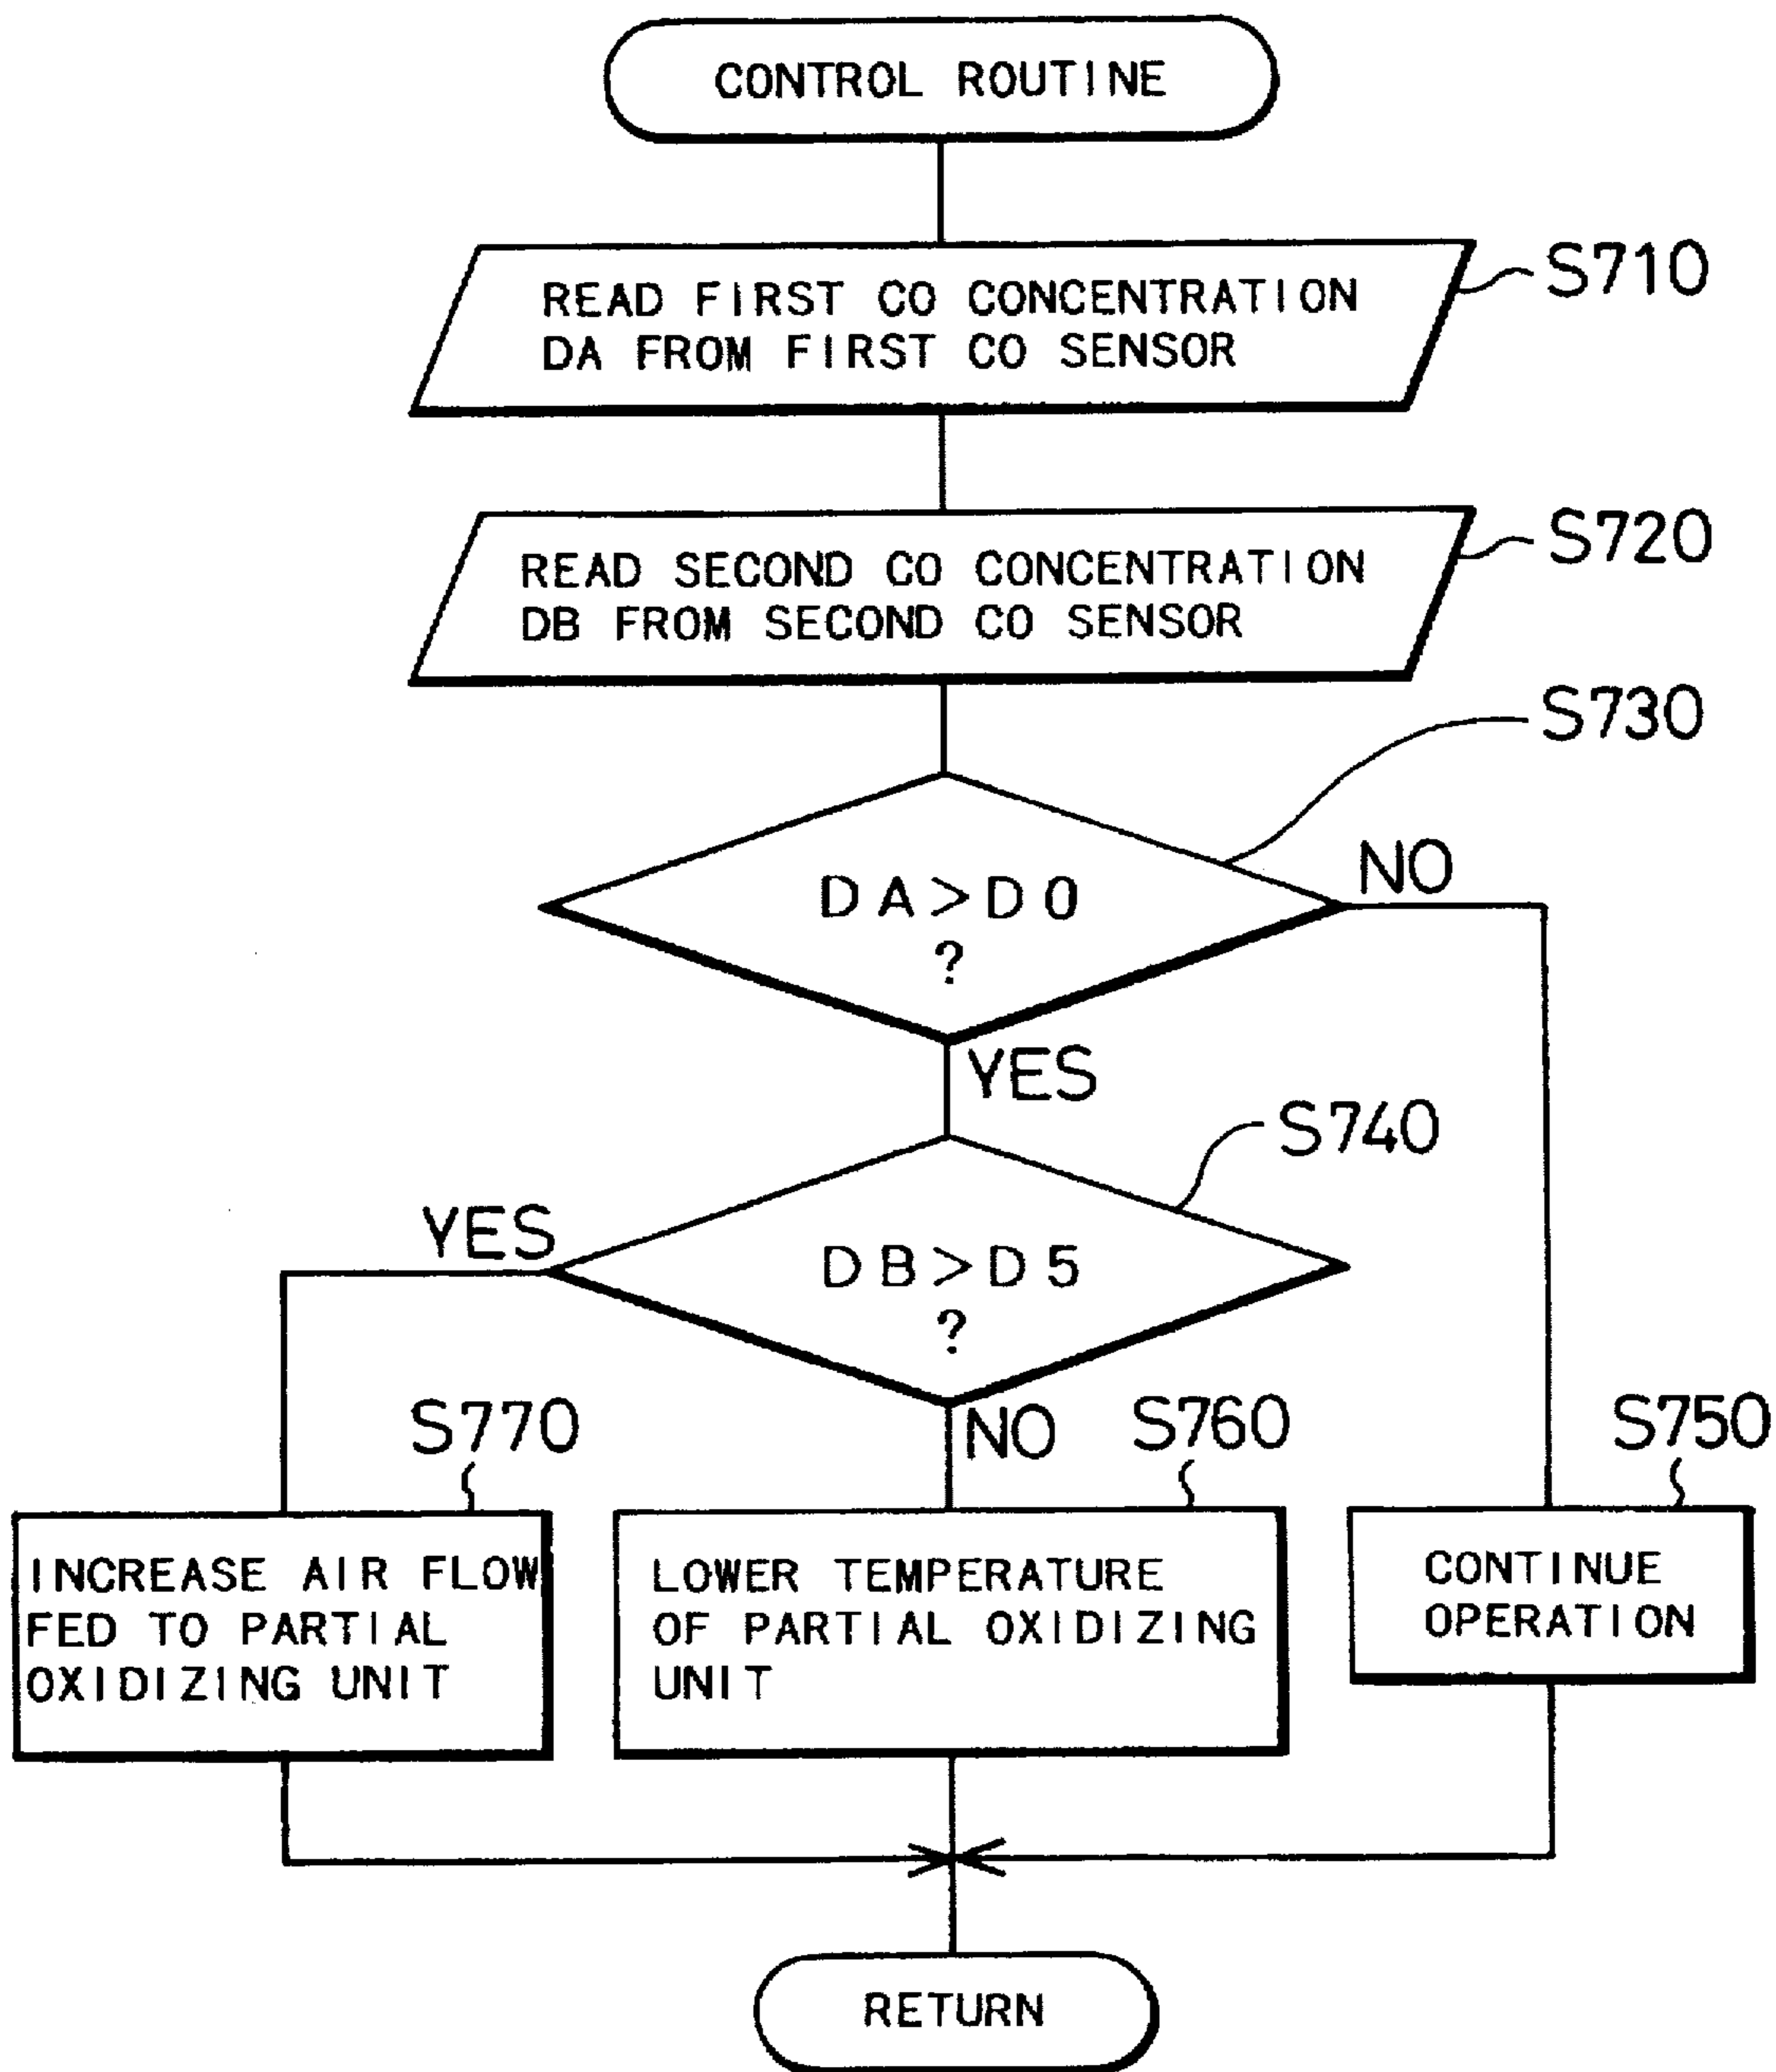 CONTROL ROUTINE
READ FIRST CO CONCENTRATION
DA FROM FIRST CO SENSOR
S710
READ SECOND CO CONCENTRATION
DB FROM SECOND CO SENSOR
S720
S730
DA>D0
?
NO
YES
S740
DB>D5
?
YES
NO
S770
INCREASE AIR FLOW
FED TO PARTIAL
OXIDIZING UNIT
S760
LOWER TEMPERATURE
OF PARTIAL OXIDIZING
UNIT
S750
CONTINUE
OPERATION
RETURN